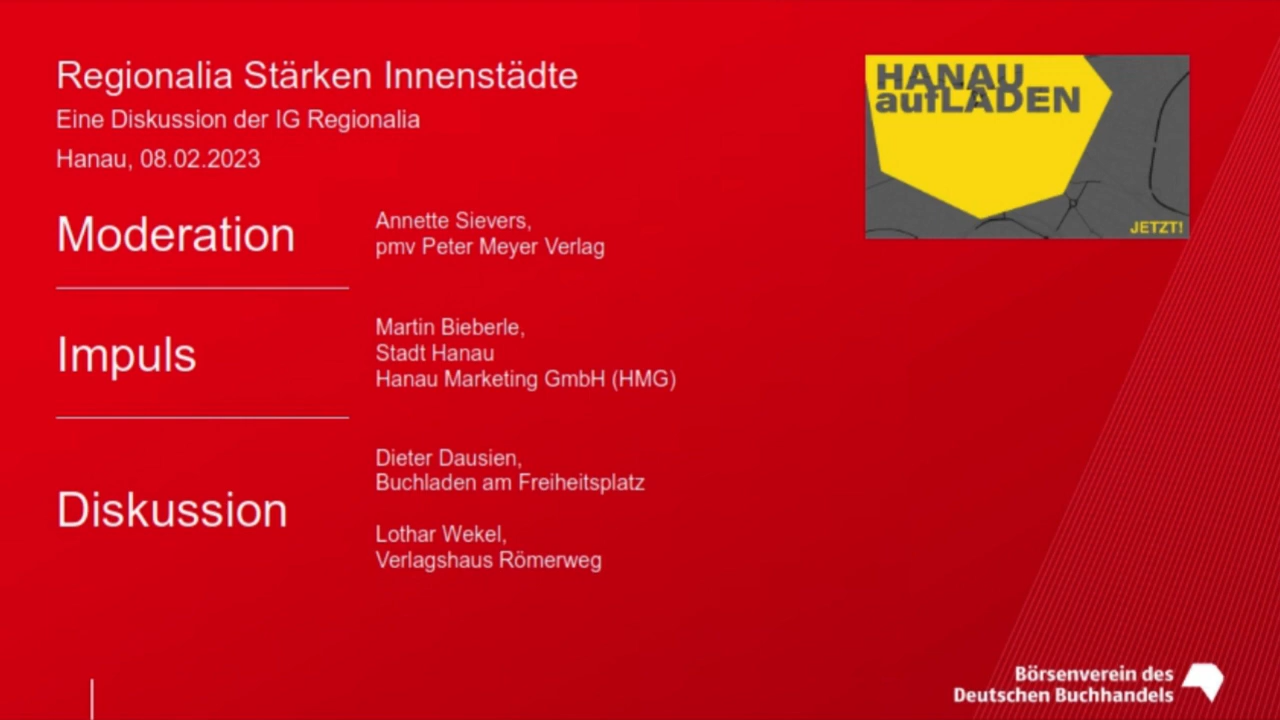 Regionalia Stärken Innenstädte
Eine Diskussion der IG Regionalia
Hanau, 08.02.2023
HANAU
aufLADEN
JETZT!
Moderation
Annette Sievers,
pmv Peter Meyer Verlag
Impuls
Martin Bieberle,
Stadt Hanau
Hanau Marketing GmbH (HMG)
Diskussion
Dieter Dausien,
Buchladen am Freiheitsplatz
Lothar Wekel,
Verlagshaus Römerweg
Börsenverein des
Deutschen Buchhandels